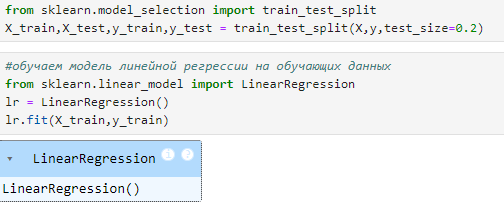 from sklearn.model_selection import train_test_split
X_train,X_test,y_train,y_test = train_test_split(X,y,test_size=0.2)
#обучаем модель линейной регрессии на обучающих данных
from sklearn.linear_model import LinearRegression
lr = LinearRegression()
lr.fit(X_train,y_train)
▾ LinearRegression i ?
LinearRegression()